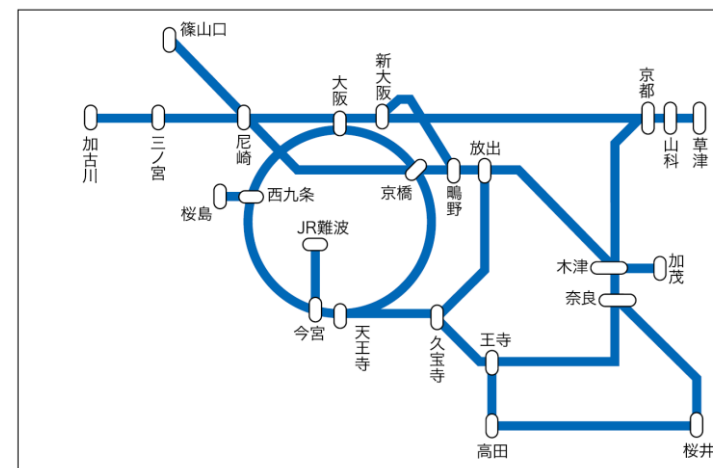 篠山口
大阪
新大阪
京都
山科
草津
加古川
三ノ宮
尼崎
京橋
鴫野
放出
桜島
西九条
JR難波
木津
加茂
奈良
今宮
天王寺
久宝寺
王寺
高田
桜井